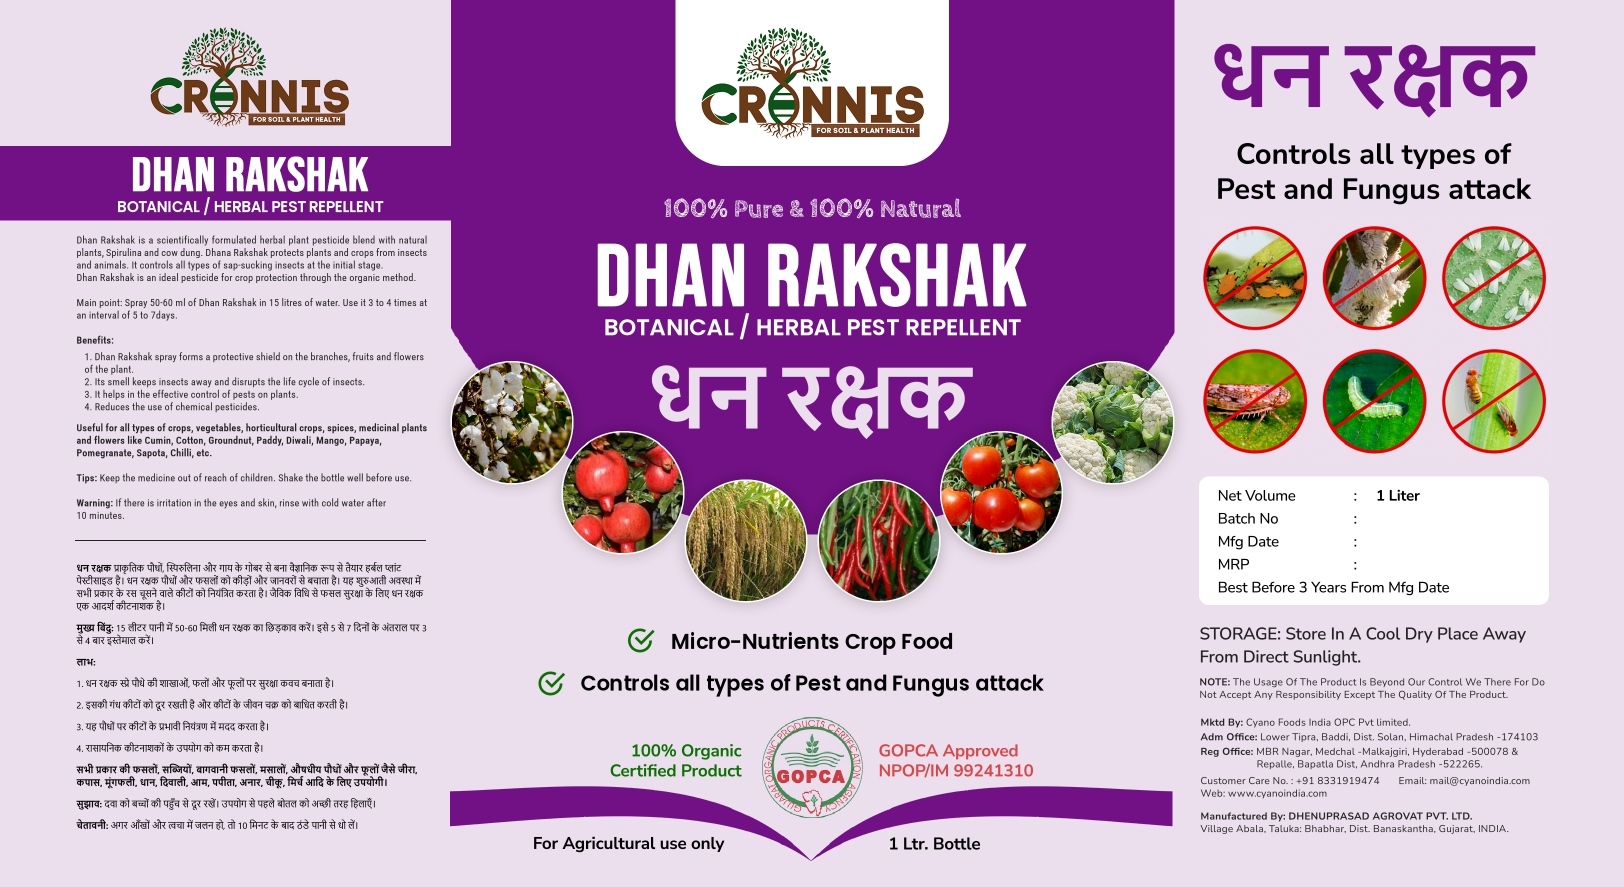 CRONNIS
FOR SOIL & PLANT HEALTH
DHAN RAKSHAK
BOTANICAL / HERBAL PEST REPELLENT
Dhan Rakshak is a scientifically formulated herbal plant pesticide blend with natural
plants, Spirulina and cow dung. Dhana Rakshak protects plants and crops from insects
and animals. It controls all types of sap-sucking insects at the initial stage.
Dhan Rakshak is an ideal pesticide for crop protection through the organic method.
Main point: Spray 50-60 ml of Dhan Rakshak in 15 litres of water. Use it 3 to 4 times at
an interval of 5 to 7days.
Benefits:
1. Dhan Rakshak spray forms a protective shield on the branches, fruits and flowers
of the plant.
2. Its smell keeps insects away and disrupts the life cycle of insects.
3. It helps in the effective control of pests on plants.
4. Reduces the use of chemical pesticides.
Useful for all types of crops, vegetables, horticultural crops, spices, medicinal plants
and flowers like Cumin, Cotton, Groundnut, Paddy, Diwali, Mango, Papaya,
Pomegranate, Sapota, Chilli, etc.
Tips: Keep the medicine out of reach of children. Shake the bottle well before use.
Warning: If there is irritation in the eyes and skin, rinse with cold water after
10 minutes.
धन रक्षक प्राकृतिक पौधों, स्पिरुलिना और गाय के गोबर से बना वैज्ञानिक रूप से तैयार हर्बल प्लांट
पेस्टीसाइड है। धन रक्षक पौधों और फसलों को कीड़ों और जानवरों से बचाता है। यह शुरुआती अवस्था में
सभी प्रकार के रस चूसने वाले कीटों को नियंत्रित करता है। जैविक विधि से फसल सुरक्षा के लिए धन रक्षक
एक आदर्श कीटनाशक है।
मुख्य बिंदु: 15 लीटर पानी में 50-60 मिली धन रक्षक का छिड़काव करें। इसे 5 से 7 दिनों के अंतराल पर 3
से 4 बार इस्तेमाल करें।
लाभ:
1. धन रक्षक स्प्रे पौधे की शाखाओं, फलों और फूलों पर सुरक्षा कवच बनाता है।
2. इसकी गंध कीटों को दूर रखती है और कीटों के जीवन चक्र को बाधित करती है।
3. यह पौधों पर कीटों के प्रभावी नियंत्रण में मदद करता है।
4. रासायनिक कीटनाशकों के उपयोग को कम करता है।
सभी प्रकार की फसलों, सब्जियों, बागवानी फसलों, मसालों, औषधीय पौधों और फूलों जैसे जीरा,
कपास, मूंगफली, धान, दिवाली, आम, पपीता, अनार, चीकू, मिर्च आदि के लिए उपयोगी।
सुझाव: दवा को बच्चों की पहुँच से दूर रखें। उपयोग से पहले बोतल को अच्छी तरह हिलाएँ।
चेतावनी: अगर आँखों और त्वचा में जलन हो, तो 10 मिनट के बाद ठंडे पानी से धो लें।
CRONNIS
FOR SOIL & PLANT HEALTH
100% Pure & 100% Natural
DHAN RAKSHAK
BOTANICAL / HERBAL PEST REPELLENT
धन रक्षक
Micro-Nutrients Crop Food
Controls all types of Pest and Fungus attack
100% Organic
Certified Product
GUJARAT ORGANIC PRODUCTS CERTIFICATION AGENCY
GOPCA
GOPCA Approved
NPOP/IM 99241310
For Agricultural use only
1 Ltr. Bottle
धन रक्षक
Controls all types of
Pest and Fungus attack
Net Volume : 1 Liter
Batch No :
Mfg Date :
MRP :
Best Before 3 Years From Mfg Date
STORAGE: Store In A Cool Dry Place Away
From Direct Sunlight.
NOTE: The Usage Of The Product Is Beyond Our Control We There For Do
Not Accept Any Responsibility Except The Quality Of The Product.
Mktd By: Cyano Foods India OPC Pvt limited.
Adm Office: Lower Tipra, Baddi, Dist. Solan, Himachal Pradesh -174103
Reg Office: MBR Nagar, Medchal -Malkajgiri, Hyderabad -500078 &
Repalle, Bapatla Dist, Andhra Pradesh -522265.
Customer Care No. : +91 8331919474 Email: mail@cyanoindia.com
Web: www.cyanoindia.com
Manufactured By: DHENUPRASAD AGROVAT PVT. LTD.
Village Abala, Taluka: Bhabhar, Dist. Banaskantha, Gujarat, INDIA.